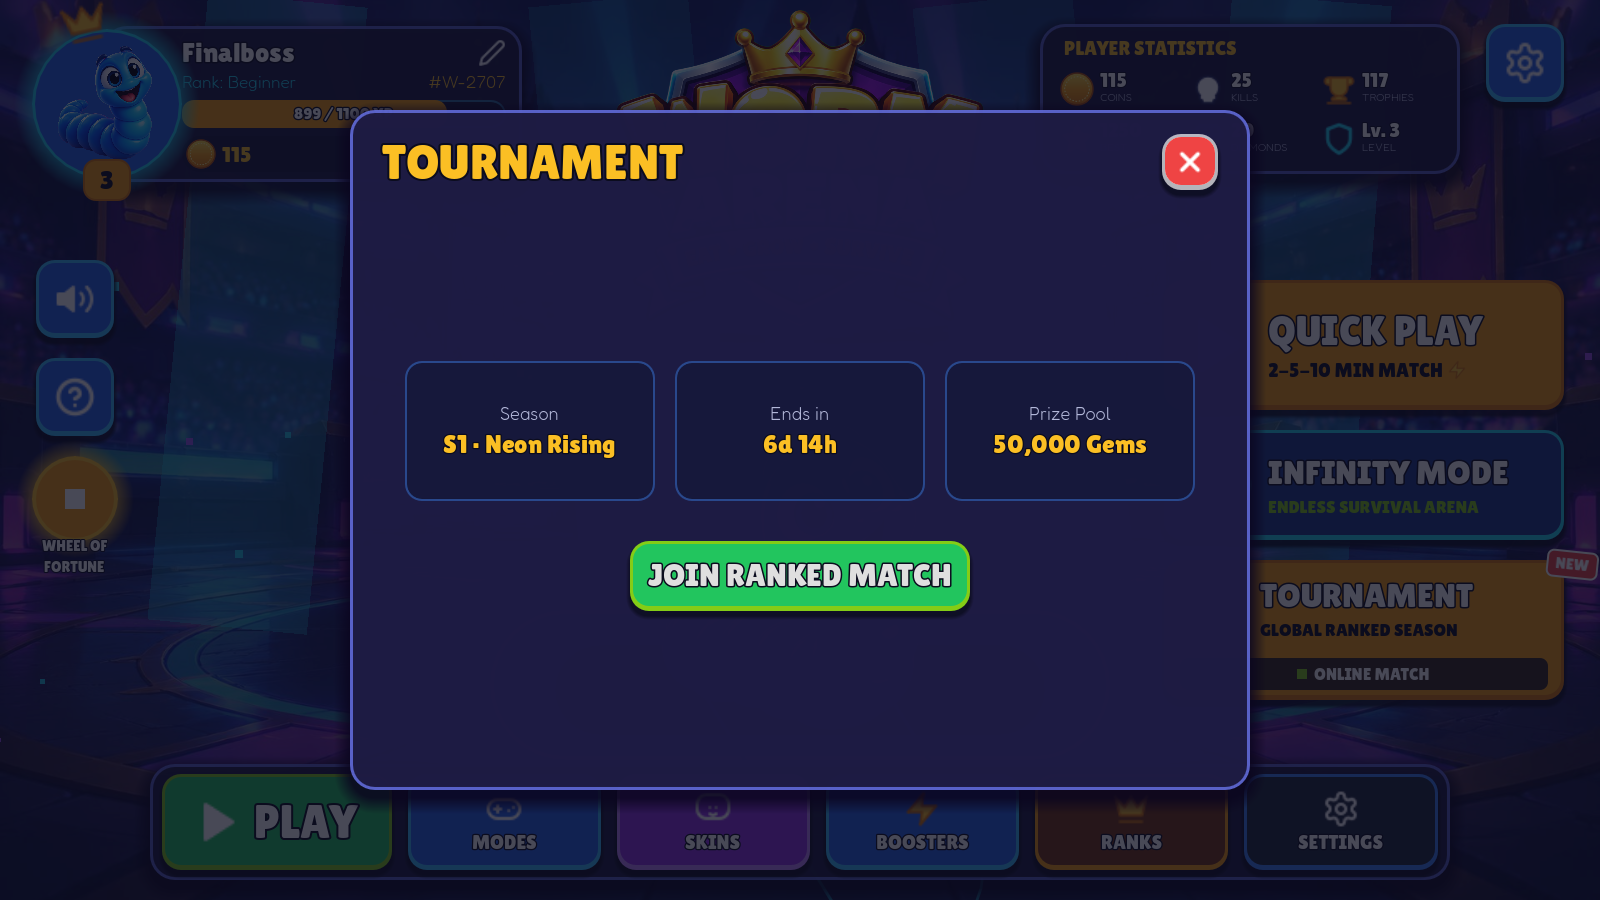 Finalboss
Rank: Beginner
#W-2707
899 / 1100
115
3
PLAYER STATISTICS
115
COINS
25
KILLS
117
TROPHIES
Lv. 3
LEVEL
TOURNAMENT
Season
S1 · Neon Rising
Ends in
6d 14h
Prize Pool
50,000 Gems
JOIN RANKED MATCH
WHEEL OF
FORTUNE
QUICK PLAY
2-5-10 MIN MATCH
INFINITY MODE
ENDLESS SURVIVAL ARENA
NEW
TOURNAMENT
GLOBAL RANKED SEASON
ONLINE MATCH
PLAY
MODES
SKINS
BOOSTERS
RANKS
SETTINGS